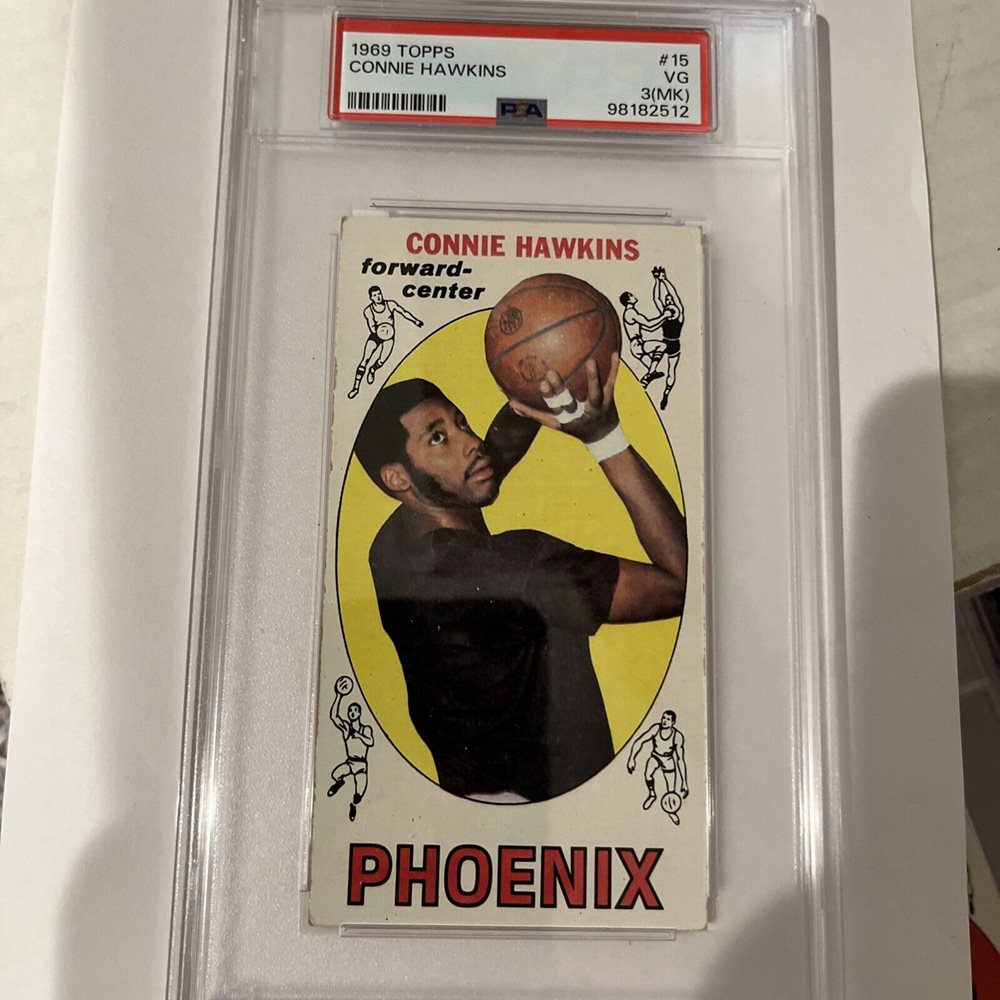 1969 TOPPS
CONNIE HAWKINS
#15
VG
3(MK)
98182512
PSA
CONNIE HAWKINS
forward-
center
PHOENIX